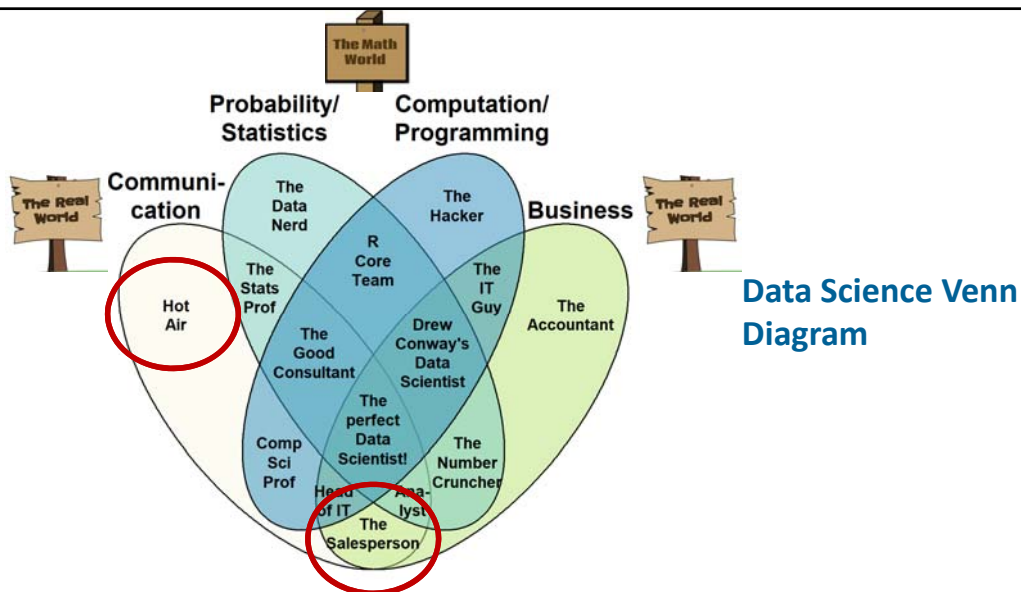 The Math
World
Probability/
Statistics
Computation/
Programming
The Real
World
Communi-
cation
Business
The Real
World
The
Data
Nerd
The
Hacker
R
Core
Team
The
Stats
Prof
The
IT
Guy
Hot
Air
The
Accountant
Data Science Venn
Diagram
The
Good
Consultant
Drew
Conway's
Data
Scientist
The
perfect
Data
Scientist!
Comp
Sci
Prof
The
Number
Cruncher
Head
of IT
Ana-
lyst
The
Salesperson